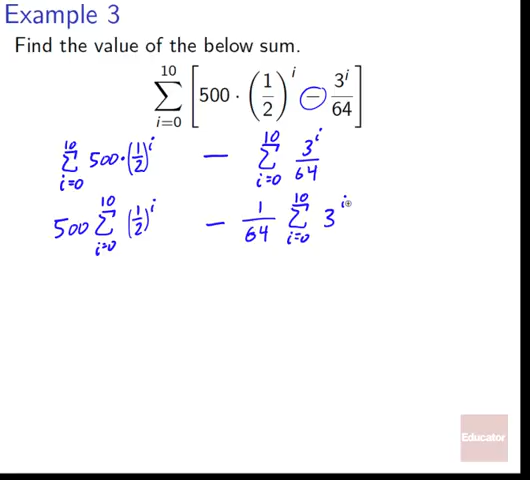 Example 3
Find the value of the below sum.
∑_{i=0}^{10} [500 · (1/2)^i − 3^i/64]
∑_{i=0}^{10} 500·(1/2)^i − ∑_{i=0}^{10} 3^i/64
500 ∑_{i=0}^{10} (1/2)^i − 1/64 ∑_{i=0}^{10} 3^i
Educator